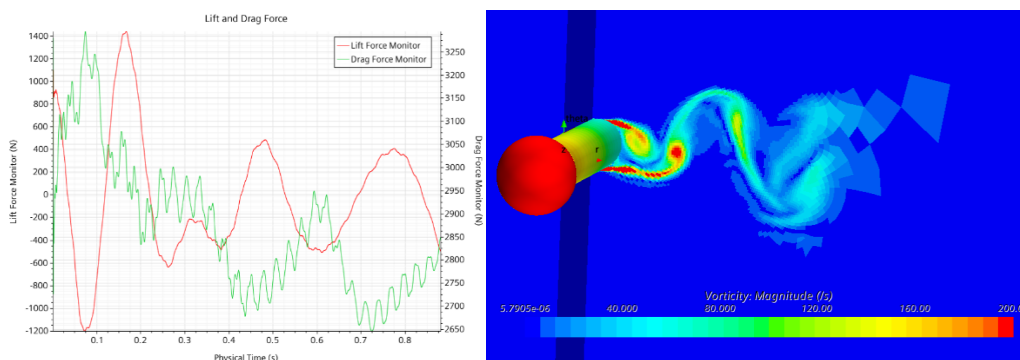 Lift and Drag Force
Lift Force Monitor
Drag Force Monitor
1400
1200
1000
800
600
400
200
0
-200
-400
-600
-800
-1000
-1200
Lift Force Monitor (N)
3250
3200
3150
3100
3050
3000
2950
2900
2850
2800
2750
2700
2650
Drag Force Monitor (N)
0.1 0.2 0.3 0.4 0.5 0.6 0.7 0.8
Physical Time (s)
z
r
Vorticity: Magnitude (/s)
5.7905e-06 40.000 80.000 120.00 160.00 200.0